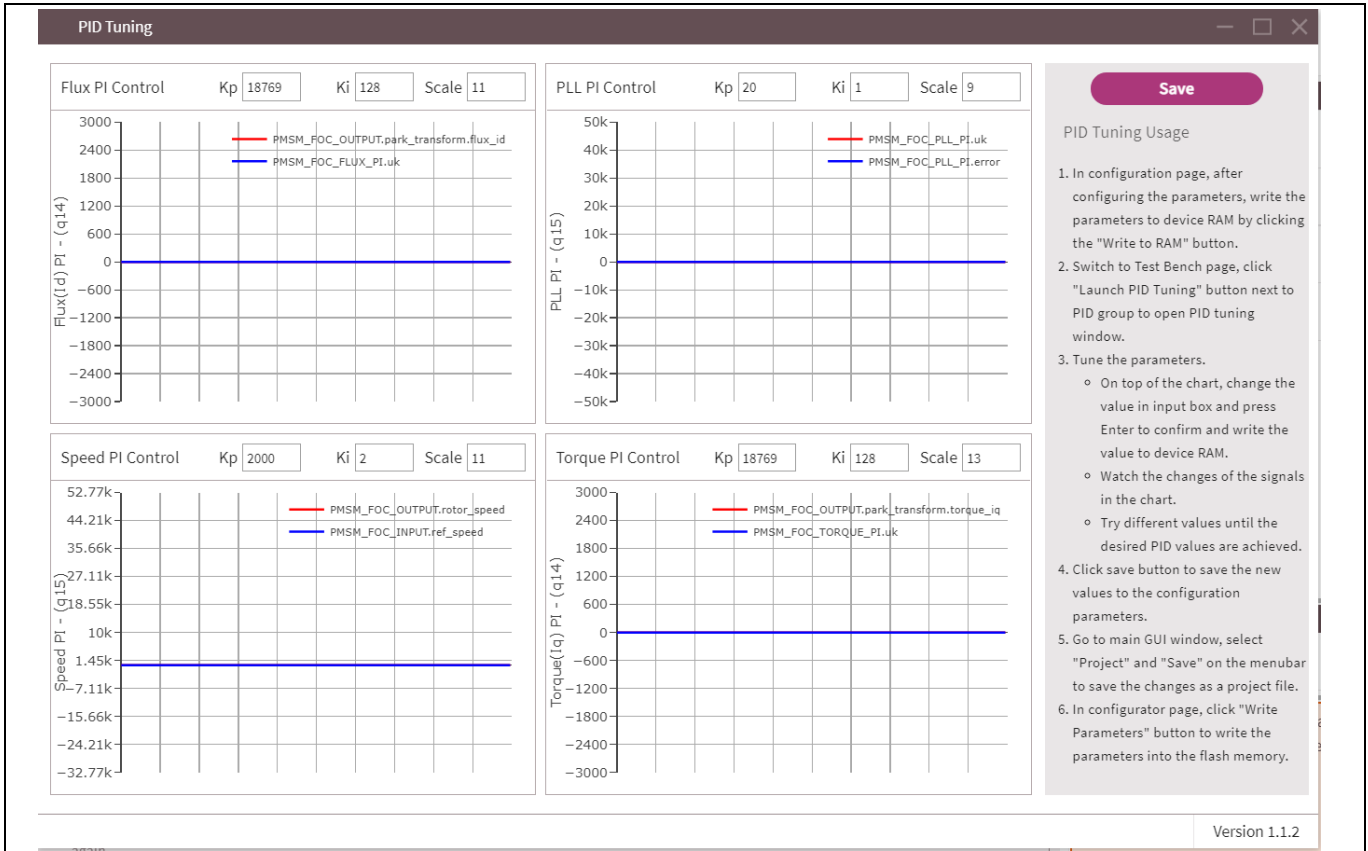 PID Tuning
Flux PI Control Kp 18769 Ki 128 Scale 11
3000
2400
1800
1200
600
0
−600
−1200
−1800
−2400
−3000
Flux(Id) PI - (q14)
PMSM_FOC_OUTPUT.park_transform.flux_id
PMSM_FOC_FLUX_PI.uk
PLL PI Control Kp 20 Ki 1 Scale 9
50k
40k
30k
20k
10k
0
−10k
−20k
−30k
−40k
−50k
PLL PI - (q15)
PMSM_FOC_PLL_PI.uk
PMSM_FOC_PLL_PI.error
Speed PI Control Kp 2000 Ki 2 Scale 11
52.77k
44.21k
35.66k
27.11k
18.55k
10k
1.45k
−7.11k
−15.66k
−24.21k
−32.77k
Speed PI - (q15)
PMSM_FOC_OUTPUT.rotor_speed
PMSM_FOC_INPUT.ref_speed
Torque PI Control Kp 18769 Ki 128 Scale 13
3000
2400
1800
1200
600
0
−600
−1200
−1800
−2400
−3000
Torque(Iq) PI - (q14)
PMSM_FOC_OUTPUT.park_transform.torque_iq
PMSM_FOC_TORQUE_PI.uk
Save
PID Tuning Usage
1. In configuration page, after
configuring the parameters, write the
parameters to device RAM by clicking
the "Write to RAM" button.
2. Switch to Test Bench page, click
"Launch PID Tuning" button next to
PID group to open PID tuning
window.
3. Tune the parameters.
On top of the chart, change the
value in input box and press
Enter to confirm and write the
value to device RAM.
Watch the changes of the signals
in the chart.
Try different values until the
desired PID values are achieved.
4. Click save button to save the new
values to the configuration
parameters.
5. Go to main GUI window, select
"Project" and "Save" on the menubar
to save the changes as a project file.
6. In configurator page, click "Write
Parameters" button to write the
parameters into the flash memory.
Version 1.1.2